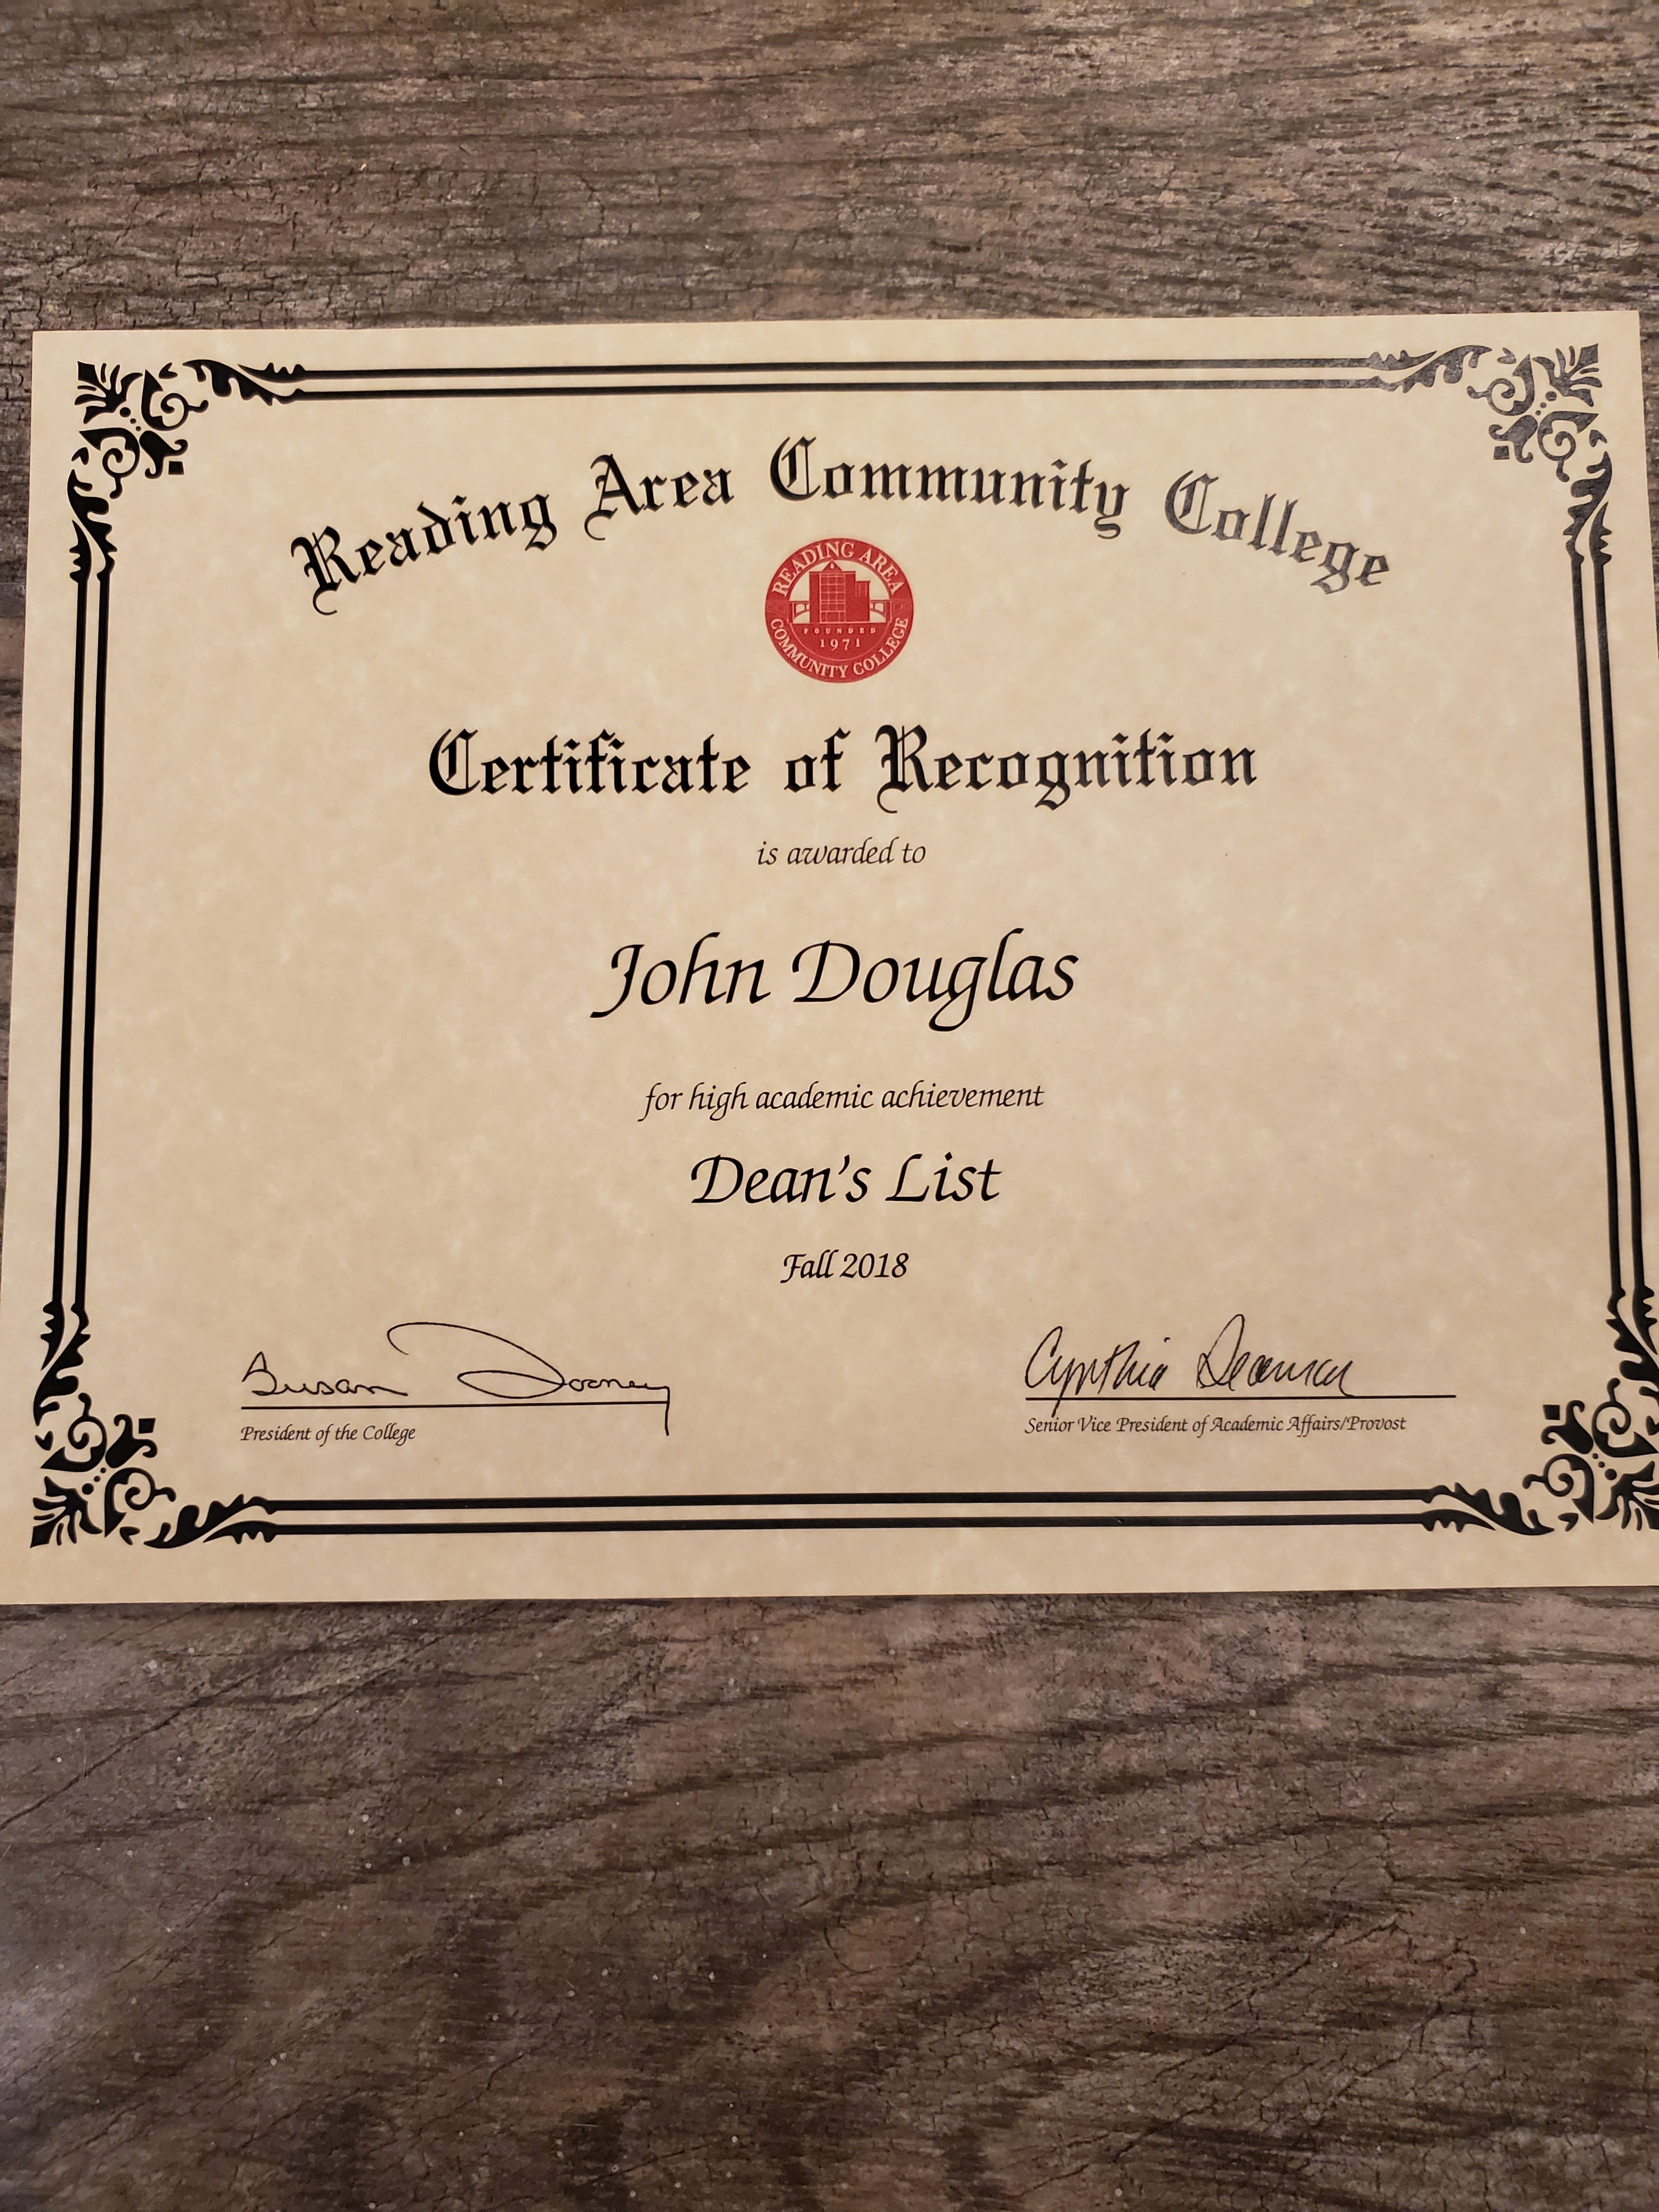 Reading Area Community College
READING AREA
FOUNDED
1971
COMMUNITY COLLEGE
Certificate of Recognition
is awarded to
John Douglas
for high academic achievement
Dean's List
Fall 2018
Susan Cynthia
President of the College Senior Vice President of Academic Affairs/Provost